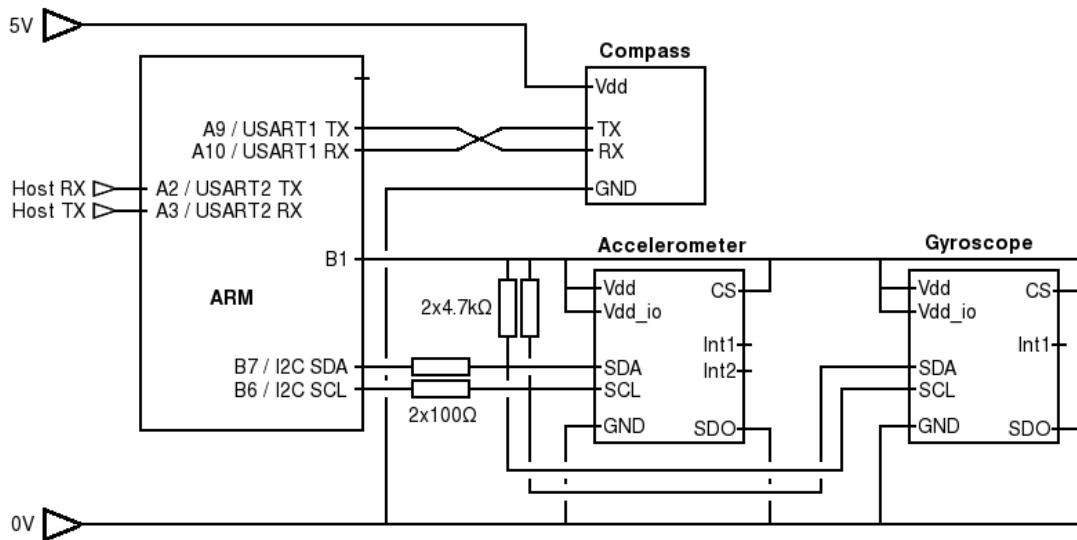 5V
Compass
Vdd
A9 / USART1 TX
TX
A10 / USART1 RX
RX
Host RX
A2 / USART2 TX
GND
Host TX
A3 / USART2 RX
Accelerometer
Gyroscope
B1
ARM
2x4.7kΩ
Vdd
CS
Vdd
CS
Vdd_io
Vdd_io
Int1
Int1
B7 / I2C SDA
SDA
Int2
SDA
B6 / I2C SCL
SCL
SCL
2x100Ω
GND
SDO
GND
SDO
0V